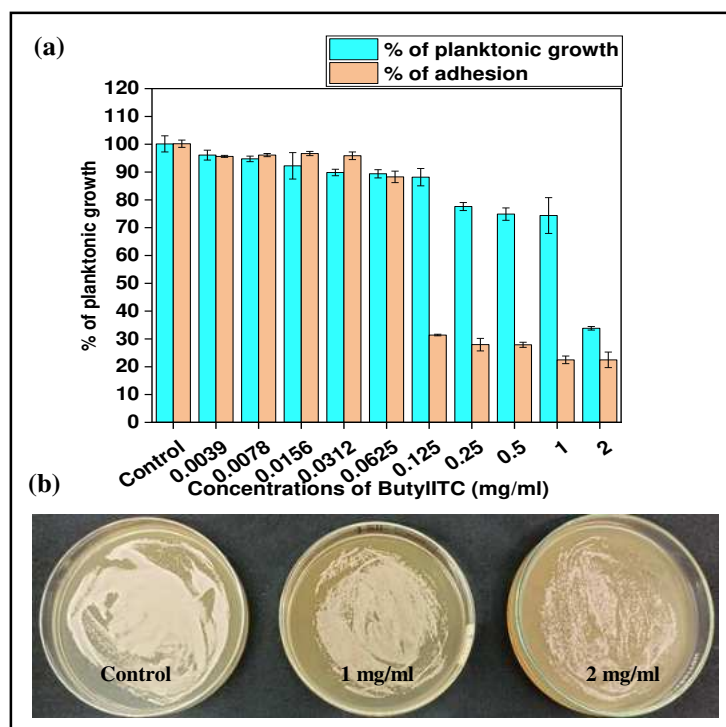 (a)
% of planktonic growth
% of adhesion
120
110
100
90
80
70
60
50
40
30
20
10
0
% of planktonic growth
Control
0.0039
0.0078
0.0156
0.0312
0.0625
0.125
0.25
0.5
1
2
Concentrations of ButylITC (mg/ml)
(b)
Control
1 mg/ml
2 mg/ml